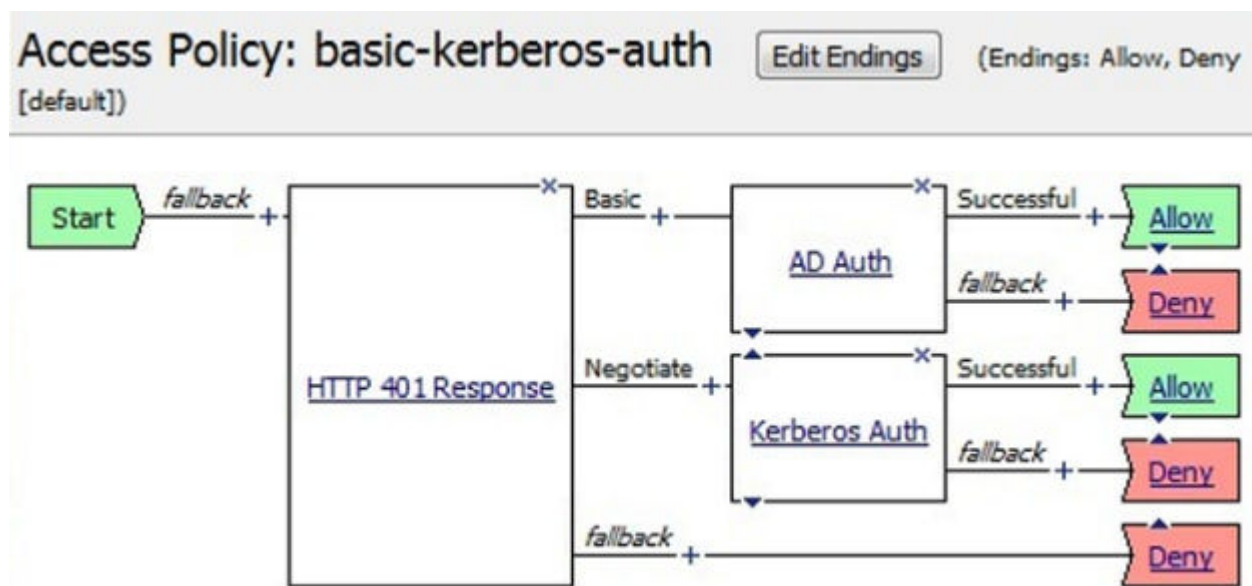 Access Policy: basic-kerberos-auth Edit Endings (Endings: Allow, Deny
[default])
Start fallback + HTTP 401 Response
Basic + AD Auth
Successful + Allow
fallback + Deny
Negotiate + Kerberos Auth
Successful + Allow
fallback + Deny
fallback + Deny